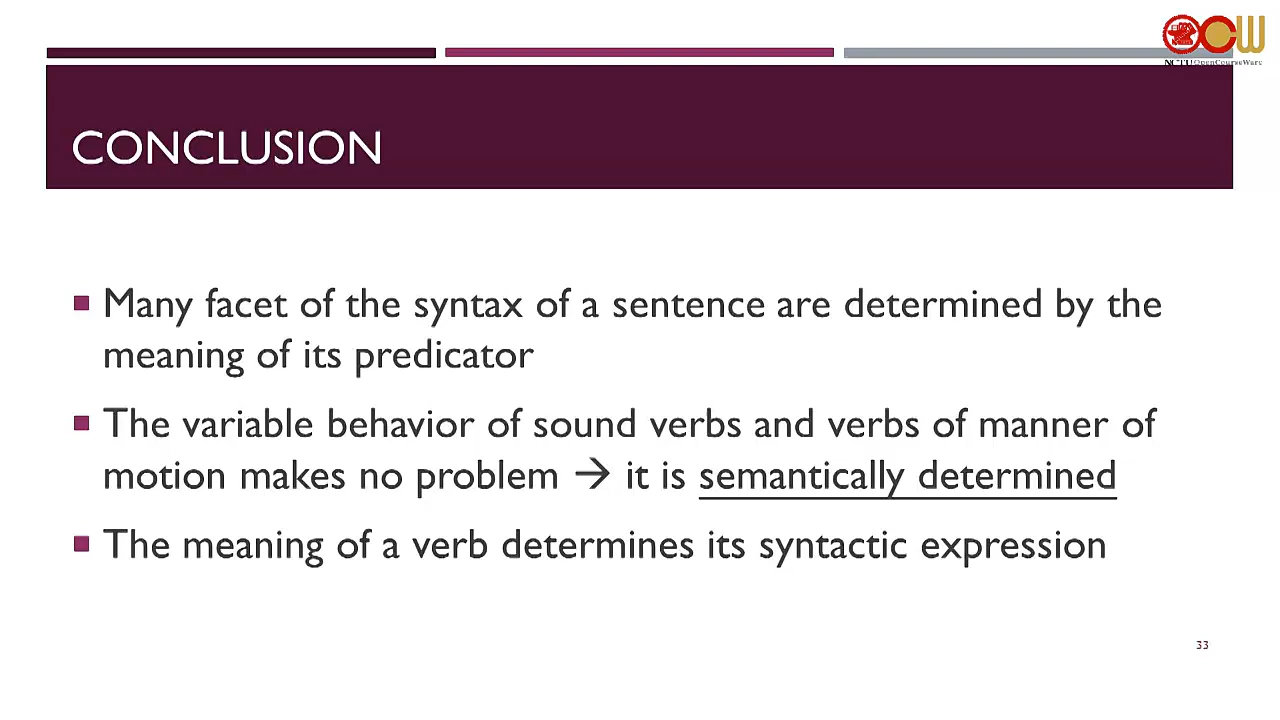 OCW
NCTU OpenCourseWare
CONCLUSION
Many facet of the syntax of a sentence are determined by the
meaning of its predicator
The variable behavior of sound verbs and verbs of manner of
motion makes no problem → it is semantically determined
The meaning of a verb determines its syntactic expression
33